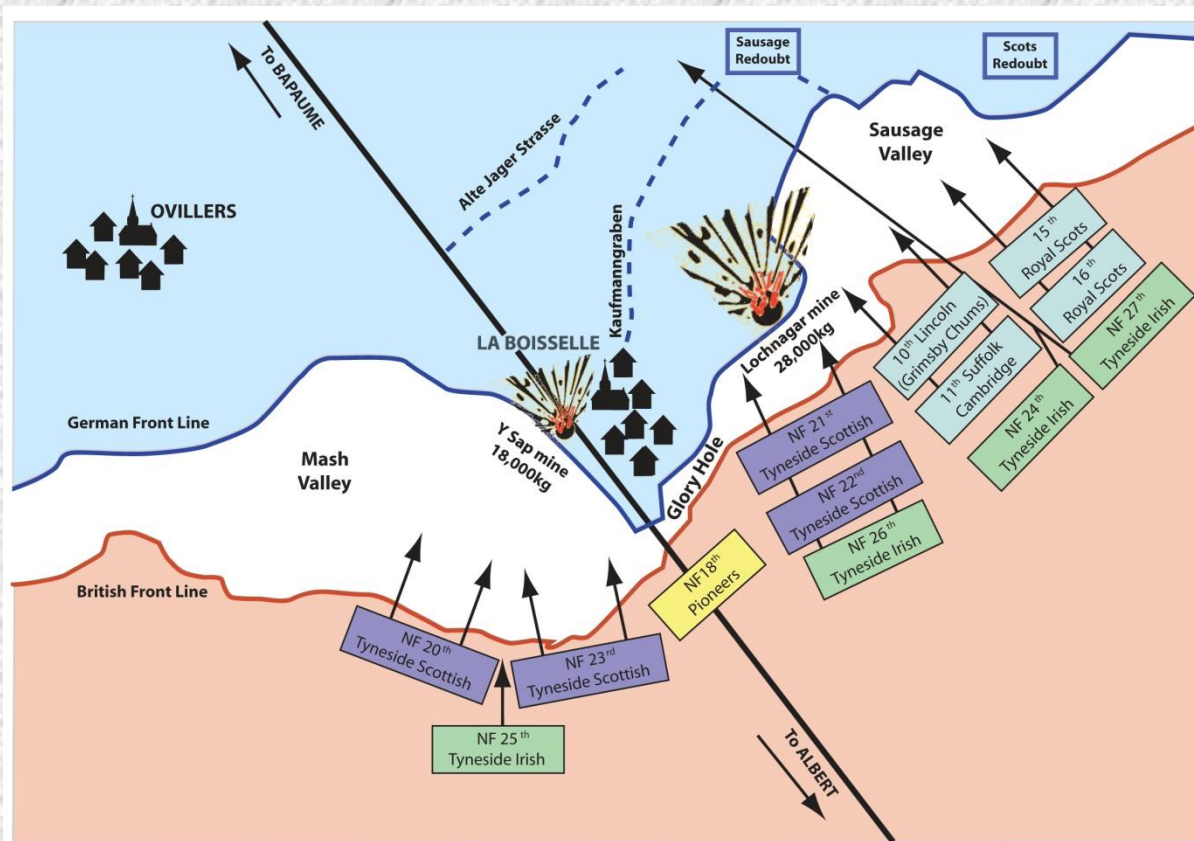 To BAPAUME
Sausage
Redoubt
Scots
Redoubt
Alte Jager Strasse
Sausage
Valley
OVILLERS
Kaufmanngraben
LA BOISSELLE
Lochnagar mine
28,000kg
15th
Royal Scots
16th
Royal Scots
NF 27th
Tyneside Irish
10th Lincoln
(Grimsby Chums)
11th Suffolk
Cambridge
NF 24th
Tyneside Irish
German Front Line
Y Sap mine
18,000kg
Mash
Valley
Glory Hole
NF 21st
Tyneside Scottish
NF 22nd
Tyneside Scottish
NF 26th
Tyneside Irish
British Front Line
NF18th
Pioneers
NF 20th
Tyneside Scottish
NF 23rd
Tyneside Scottish
NF 25th
Tyneside Irish
To ALBERT